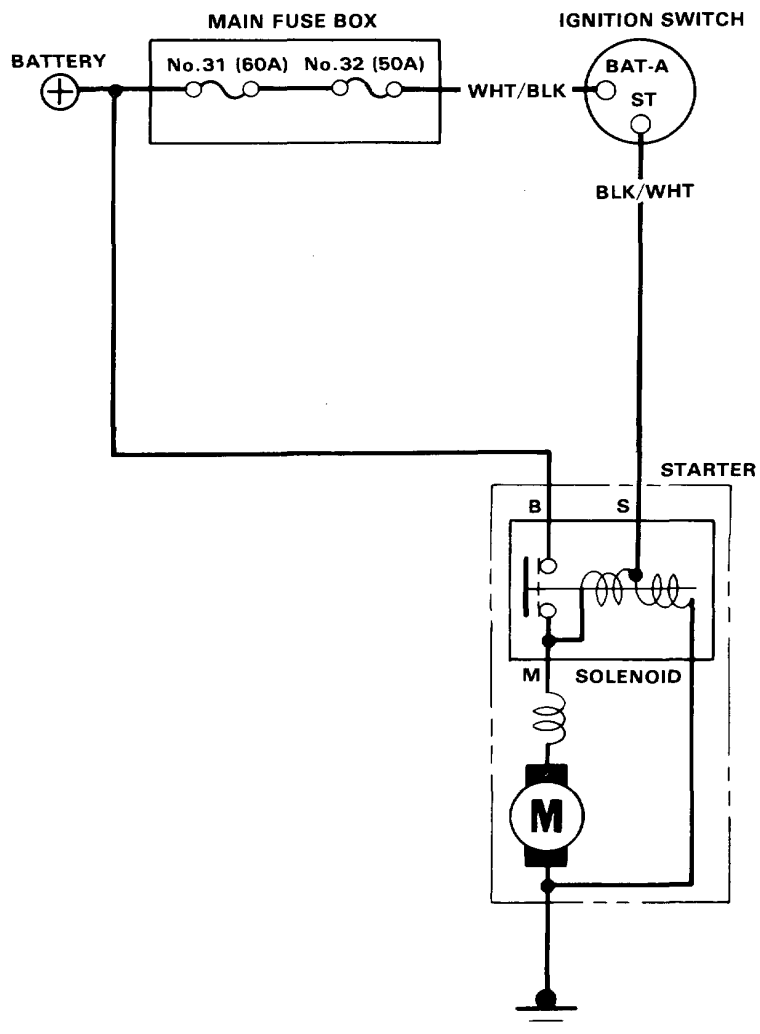 MAIN FUSE BOX
IGNITION SWITCH
BATTERY
No.31 (60A) No.32 (50A)
BAT-A
WHT/BLK
ST
BLK/WHT
STARTER
B
S
M
SOLENOID
M